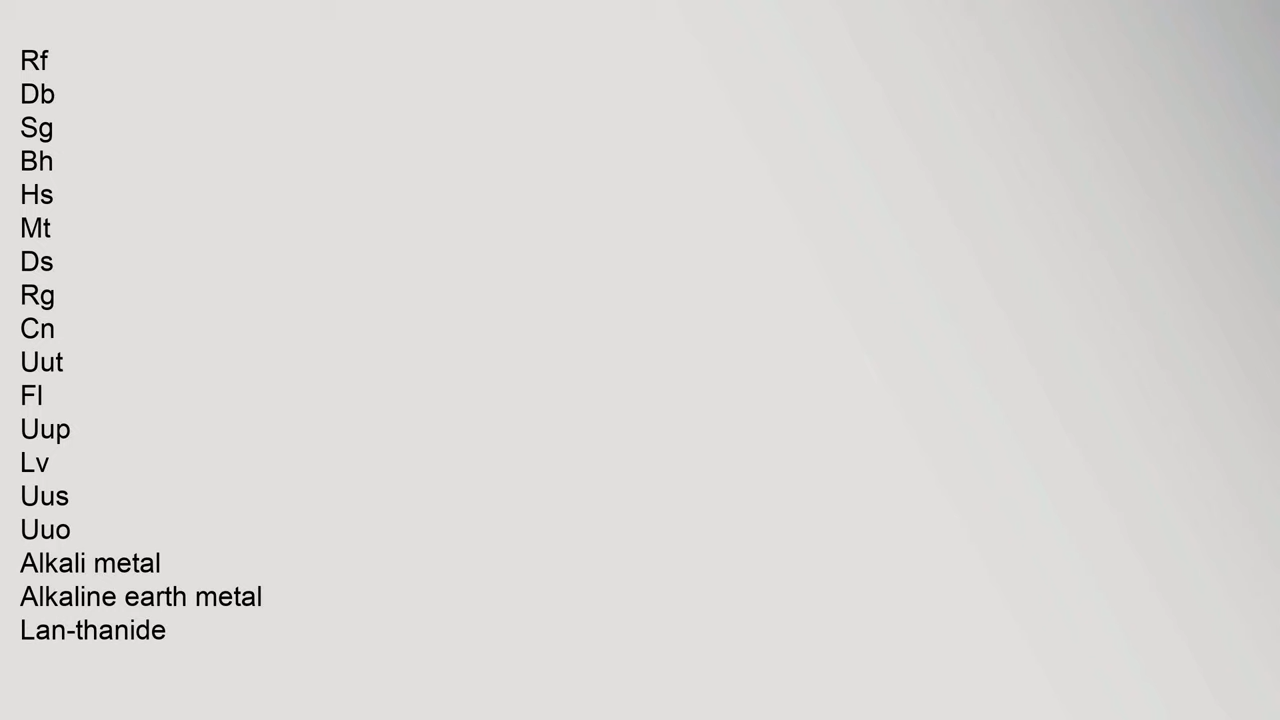 Rf
Db
Sg
Bh
Hs
Mt
Ds
Rg
Cn
Uut
Fl
Uup
Lv
Uus
Uuo
Alkali metal
Alkaline earth metal
Lan-thanide